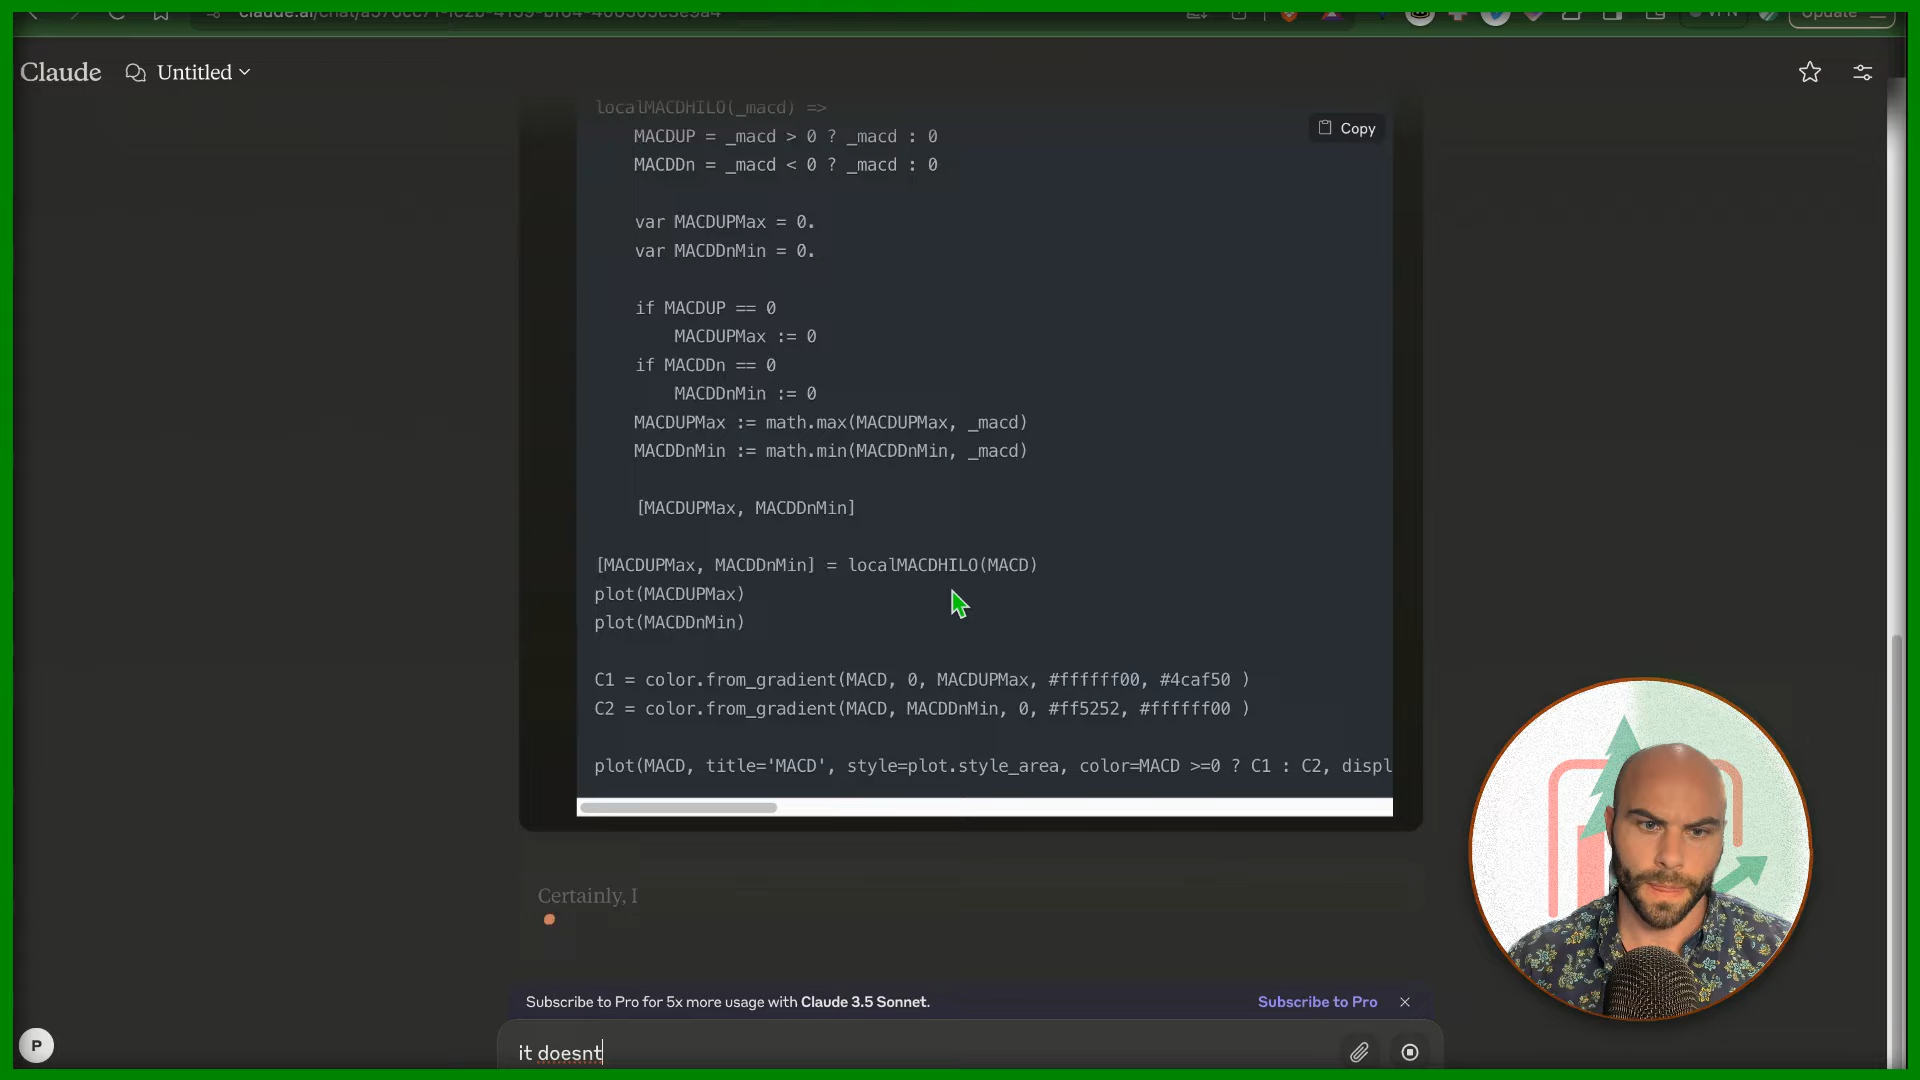 Claude
Untitled
localMACDHILO(_macd) =>
Copy
MACDUP = _macd > 0 ? _macd : 0
MACDDn = _macd < 0 ? _macd : 0
var MACDUPMax = 0.
var MACDDnMin = 0.
if MACDUP == 0
MACDUPMax := 0
if MACDDn == 0
MACDDnMin := 0
MACDUPMax := math.max(MACDUPMax, _macd)
MACDDnMin := math.min(MACDDnMin, _macd)
[MACDUPMax, MACDDnMin]
[MACDUPMax, MACDDnMin] = localMACDHILO(MACD)
plot(MACDUPMax)
plot(MACDDnMin)
C1 = color.from_gradient(MACD, 0, MACDUPMax, #ffffff00, #4caf50 )
C2 = color.from_gradient(MACD, MACDDnMin, 0, #ff5252, #ffffff00 )
plot(MACD, title='MACD', style=plot.style_area, color=MACD >=0 ? C1 : C2, displ
Certainly, I
Subscribe to Pro for 5x more usage with Claude 3.5 Sonnet.
Subscribe to Pro
P
it doesnt